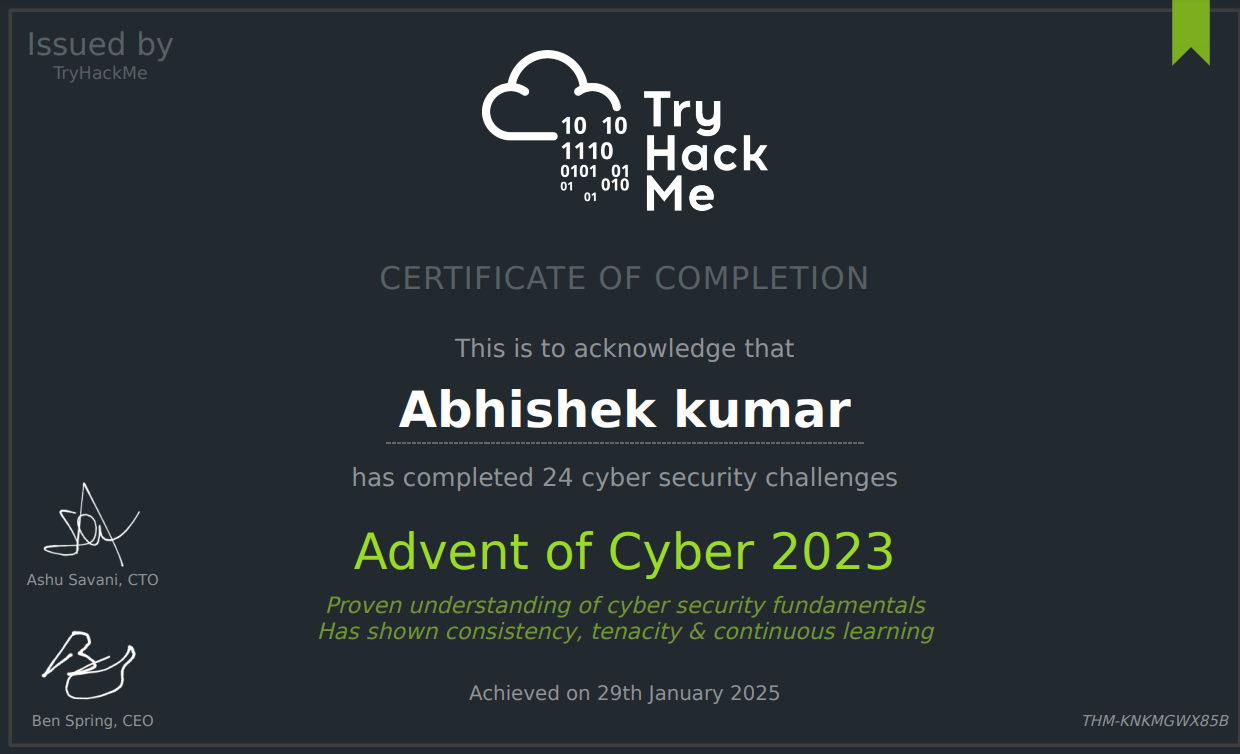 Issued by
TryHackMe
10 10
1110
0101 01
01 010
01
Try
Hack
Me
CERTIFICATE OF COMPLETION
This is to acknowledge that
Abhishek kumar
has completed 24 cyber security challenges
Advent of Cyber 2023
Proven understanding of cyber security fundamentals
Has shown consistency, tenacity & continuous learning
Achieved on 29th January 2025
Ashu Savani, CTO
Ben Spring, CEO
THM-KNKMGWX85B